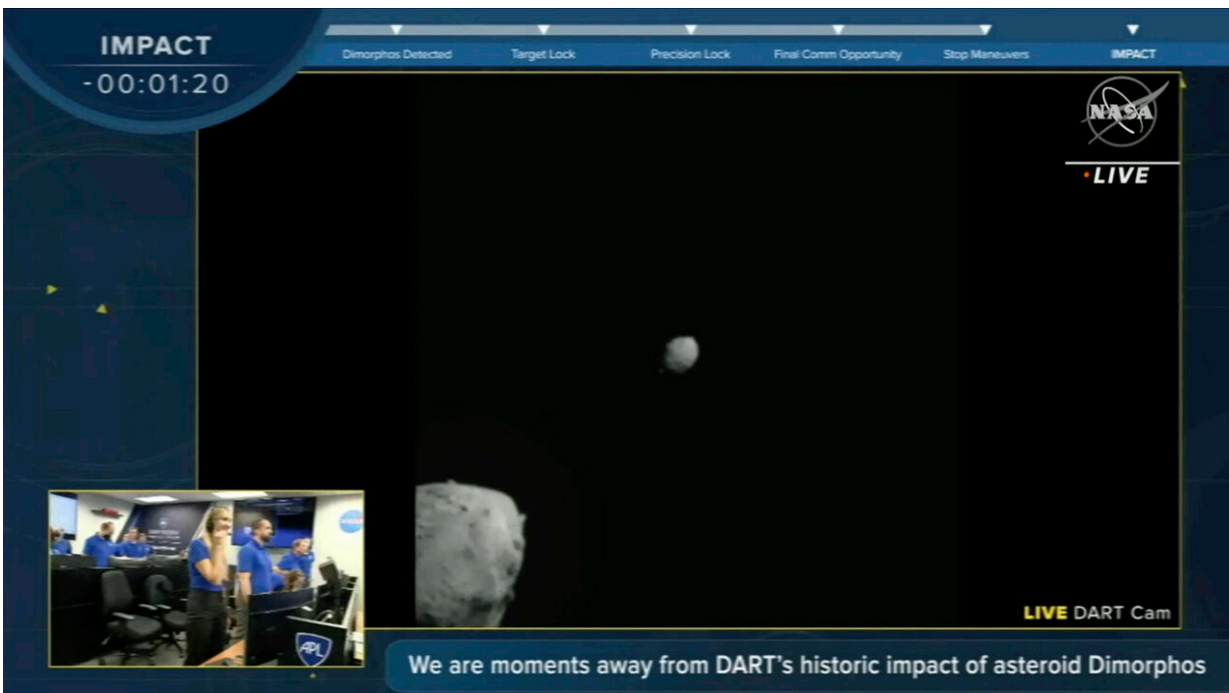 IMPACT
-00:01:20
Dimorphos Detected
Target Lock
Precision Lock
Final Comm Opportunity
Stop Maneuvers
IMPACT
NASA
LIVE
APL
LIVE DART Cam
We are moments away from DART's historic impact of asteroid Dimorphos